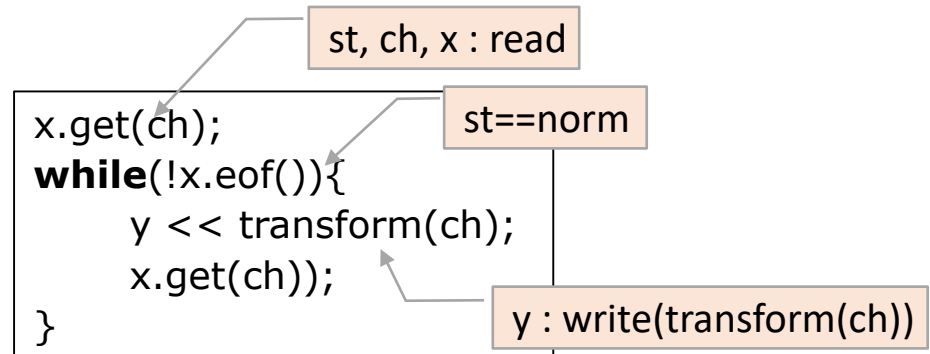 st, ch, x : read
x.get(ch);
st==norm
while(!x.eof()){
y << transform(ch);
x.get(ch));
}
y : write(transform(ch))